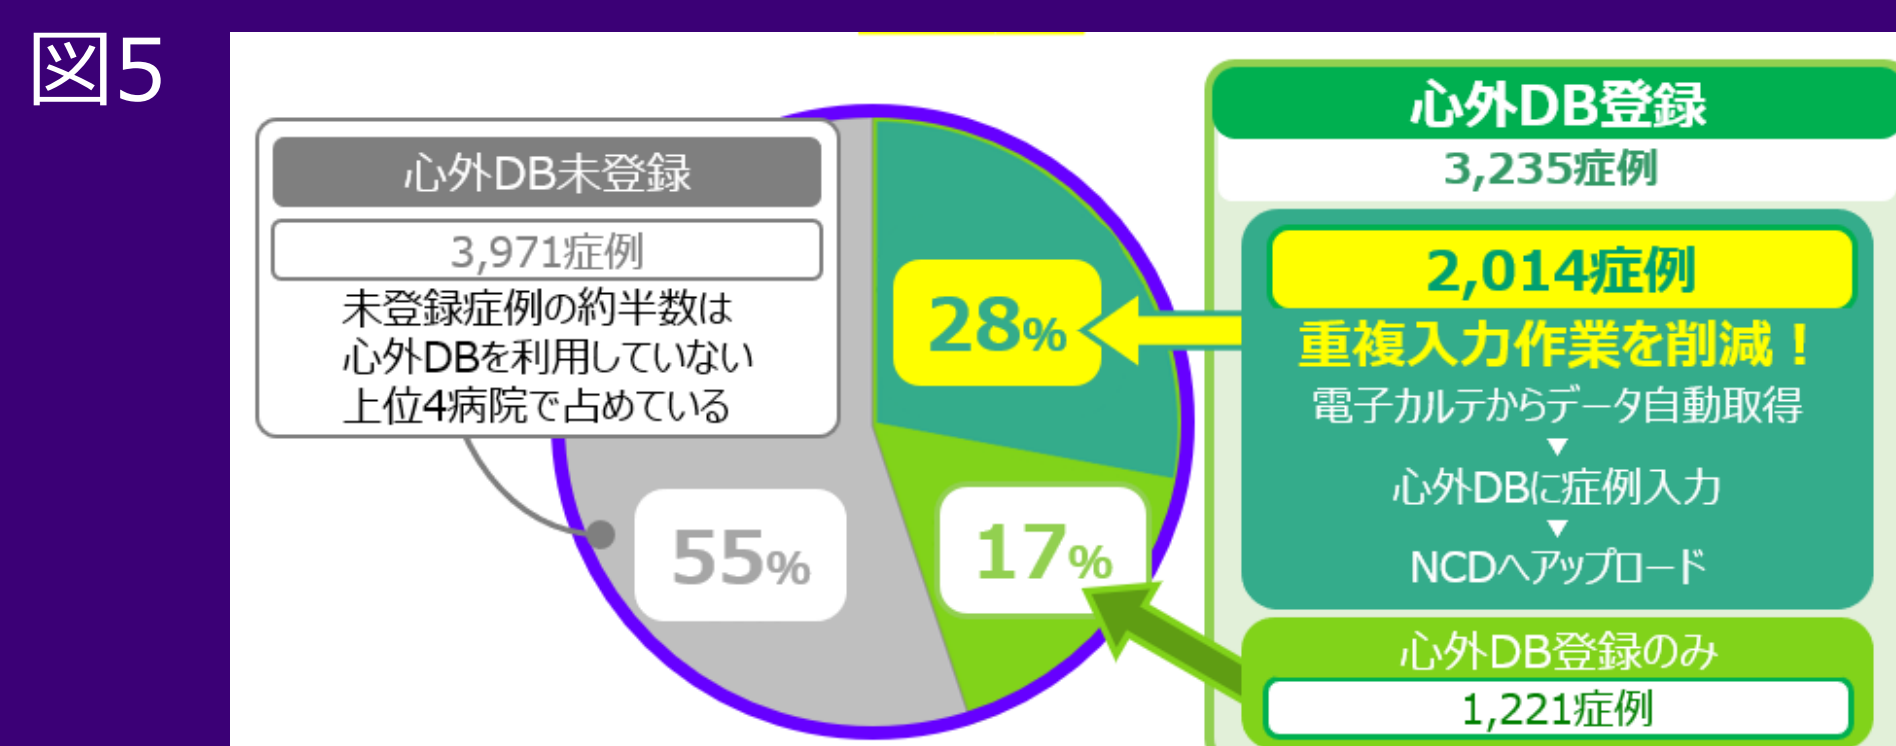 図5
心外DB未登録
3,971症例
未登録症例の約半数は
心外DBを利用していない
上位4病院で占めている
28%
55%
17%
心外DB登録
3,235症例
2,014症例
重複入力作業を削減！
電子カルテからデータ自動取得
▼
心外DBに症例入力
▼
NCDへアップロード
心外DB登録のみ
1,221症例